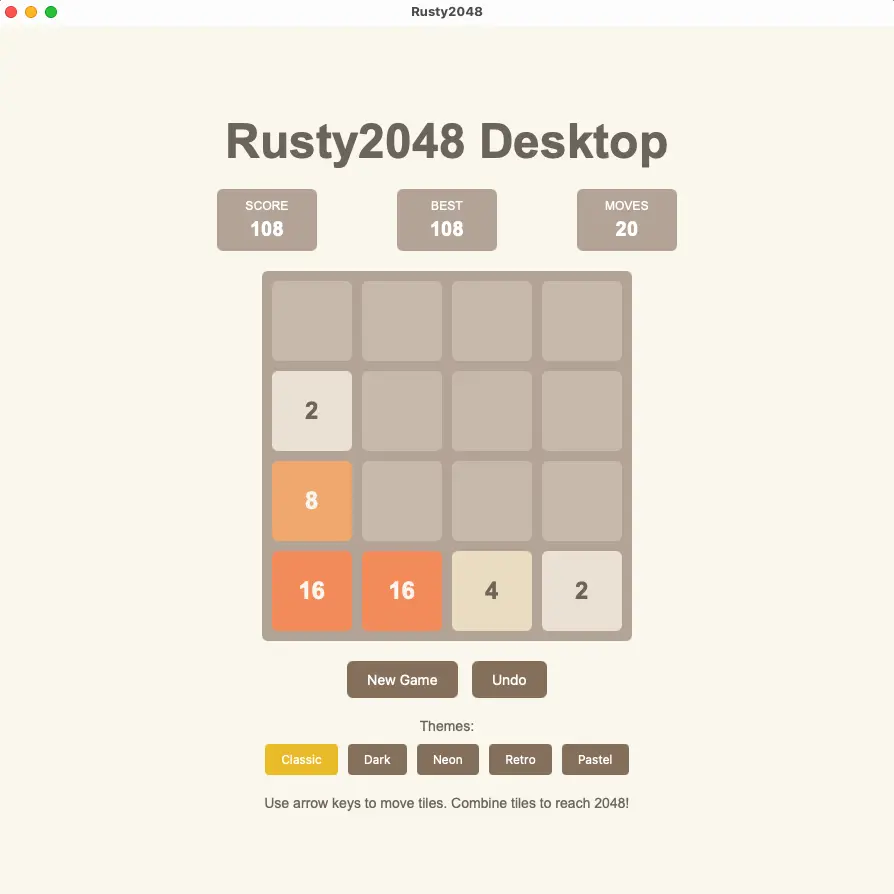 Rusty2048
Rusty2048 Desktop
SCORE BEST MOVES
108 108 20
2
8
16 16 4 2
New Game Undo
Themes:
Classic Dark Neon Retro Pastel
Use arrow keys to move tiles. Combine tiles to reach 2048!